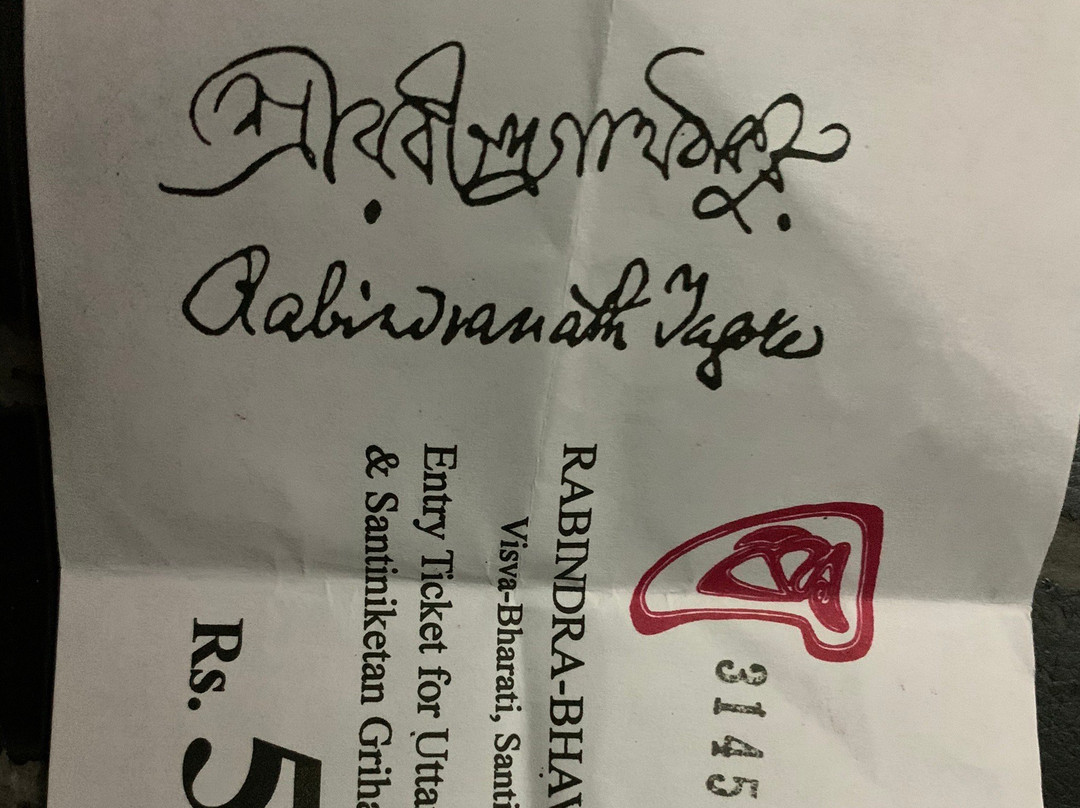 শ্রীরবীন্দ্রনাথ ঠাকুর
Rabindranath Tagore
3145
RABINDRA-BHAV
Visva-Bharati, Santi
Entry Ticket for Utta
& Santiniketan Griha
Rs. 5